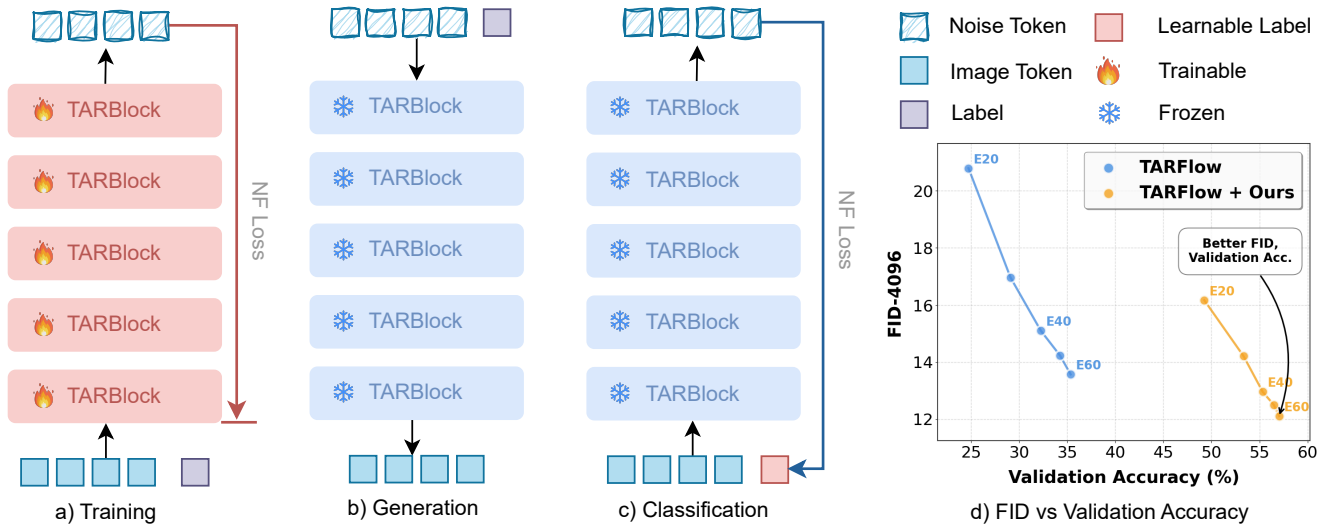 TARBlock
TARBlock
TARBlock
TARBlock
TARBlock
NF Loss
a) Training
TARBlock
TARBlock
TARBlock
TARBlock
TARBlock
b) Generation
TARBlock
TARBlock
TARBlock
TARBlock
TARBlock
NF Loss
c) Classification
Noise Token
Learnable Label
Image Token
Trainable
Label
Frozen
TARFlow
TARFlow + Ours
Better FID,
Validation Acc.
E20
E40
E60
E20
E40
E60
FID-4096
20
18
16
14
12
25
30
35
40
45
50
55
60
Validation Accuracy (%)
d) FID vs Validation Accuracy